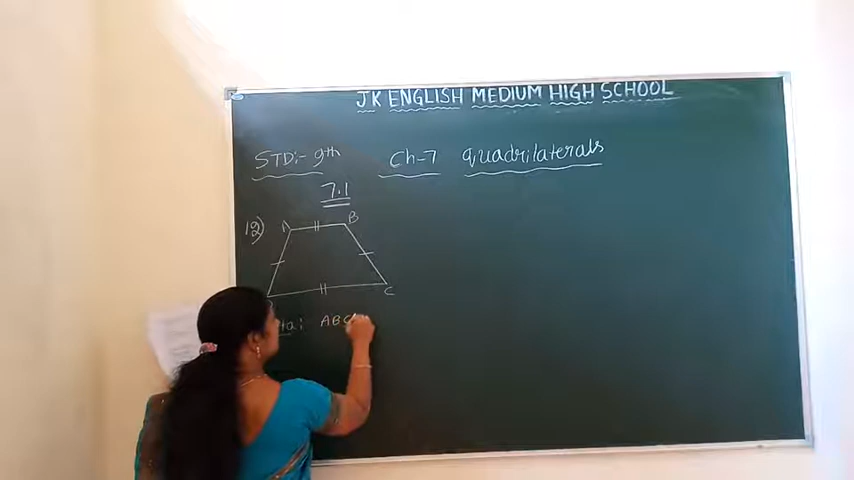 JK ENGLISH MEDIUM HIGH SCHOOL
STD:- 9th Ch-7 quadrilaterals
7.1
12)
A B
C
ABC